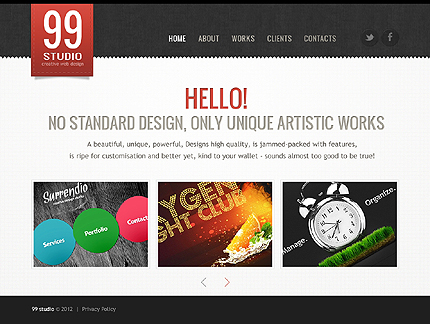 99
STUDIO
creative web design
HOME ABOUT WORKS CLIENTS CONTACTS
HELLO!
NO STANDARD DESIGN, ONLY UNIQUE ARTISTIC WORKS
A beautiful, unique, powerful, Designs high quality, is jammed-packed with features,
is ripe for customisation and better yet, kind to your wallet - sounds almost too good to be true!
Surrendio
Services
Portfolio
Contact
XYGEN
GHT CLUB
Manage.
Organize.
99 studio © 2012 | Privacy Policy